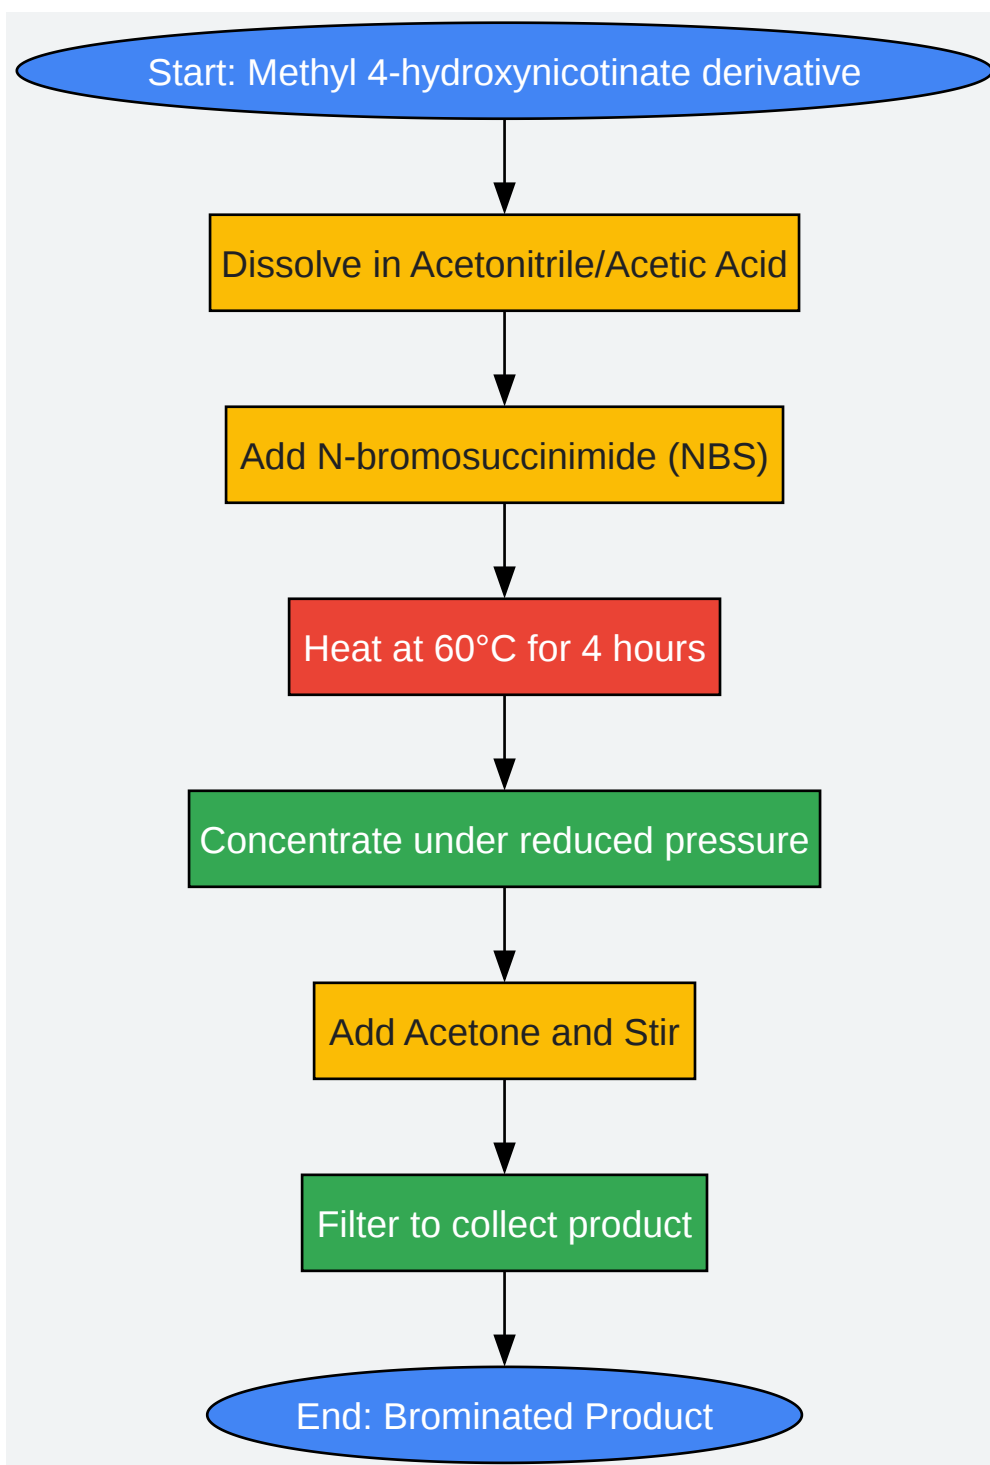 Start: Methyl 4-hydroxynicotinate derivative
Dissolve in Acetonitrile/Acetic Acid
Add N-bromosuccinimide (NBS)
Heat at 60°C for 4 hours
Concentrate under reduced pressure
Add Acetone and Stir
Filter to collect product
End: Brominated Product